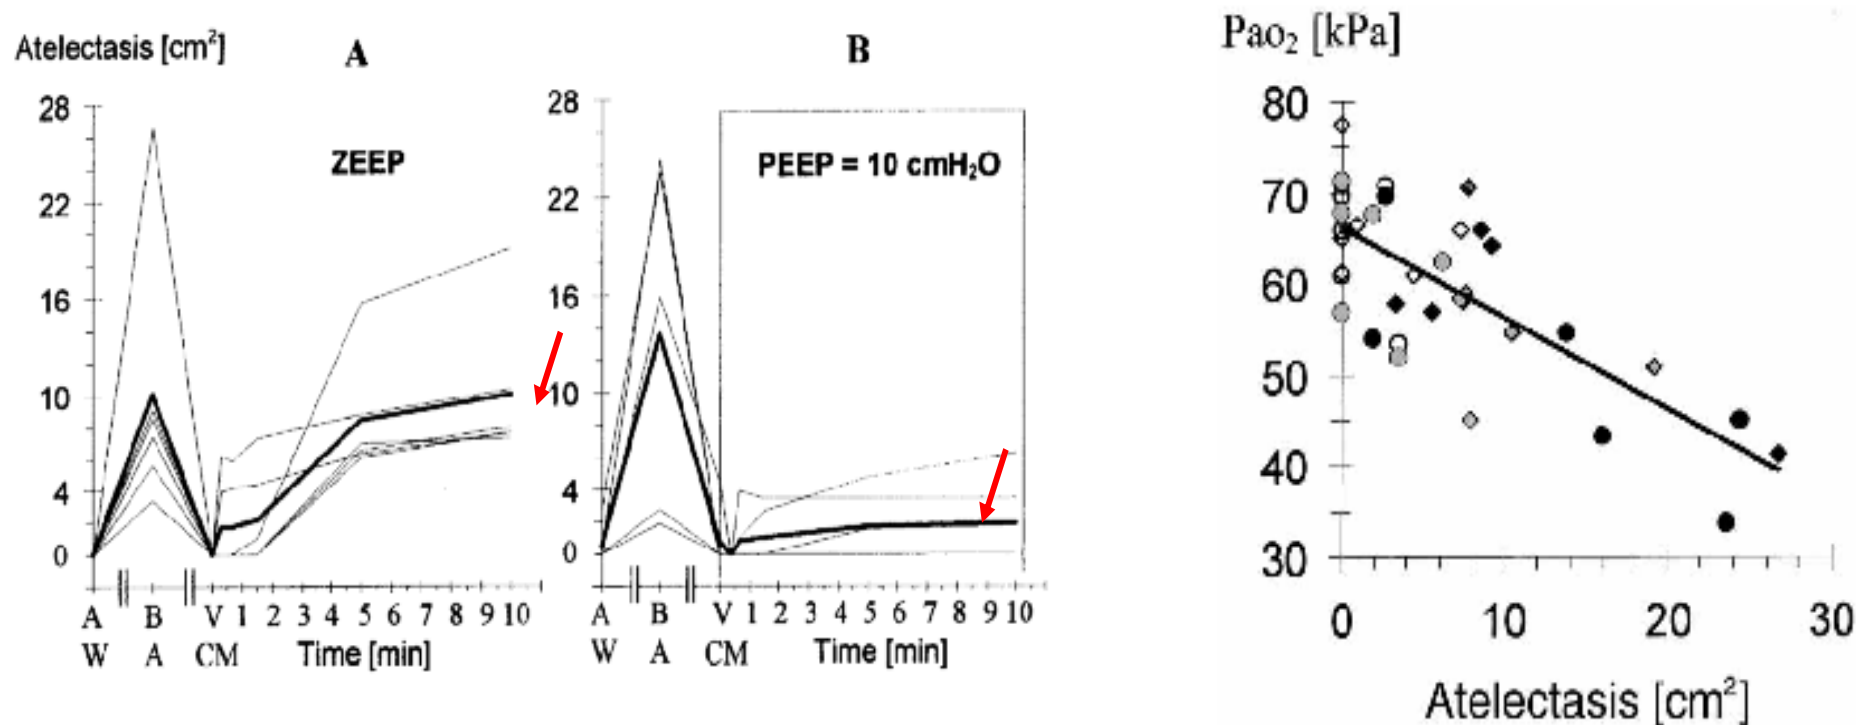 Atelectasis [cm²]
A
ZEEP
28
22
16
10
4
0
A B V 1 2 3 4 5 6 7 8 9 10
W A CM Time [min]
B
PEEP = 10 cmH₂O
28
22
16
10
4
0
A B V 1 2 3 4 5 6 7 8 9 10
W A CM Time [min]
Pao₂ [kPa]
80
70
60
50
40
30
0 10 20 30
Atelectasis [cm²]